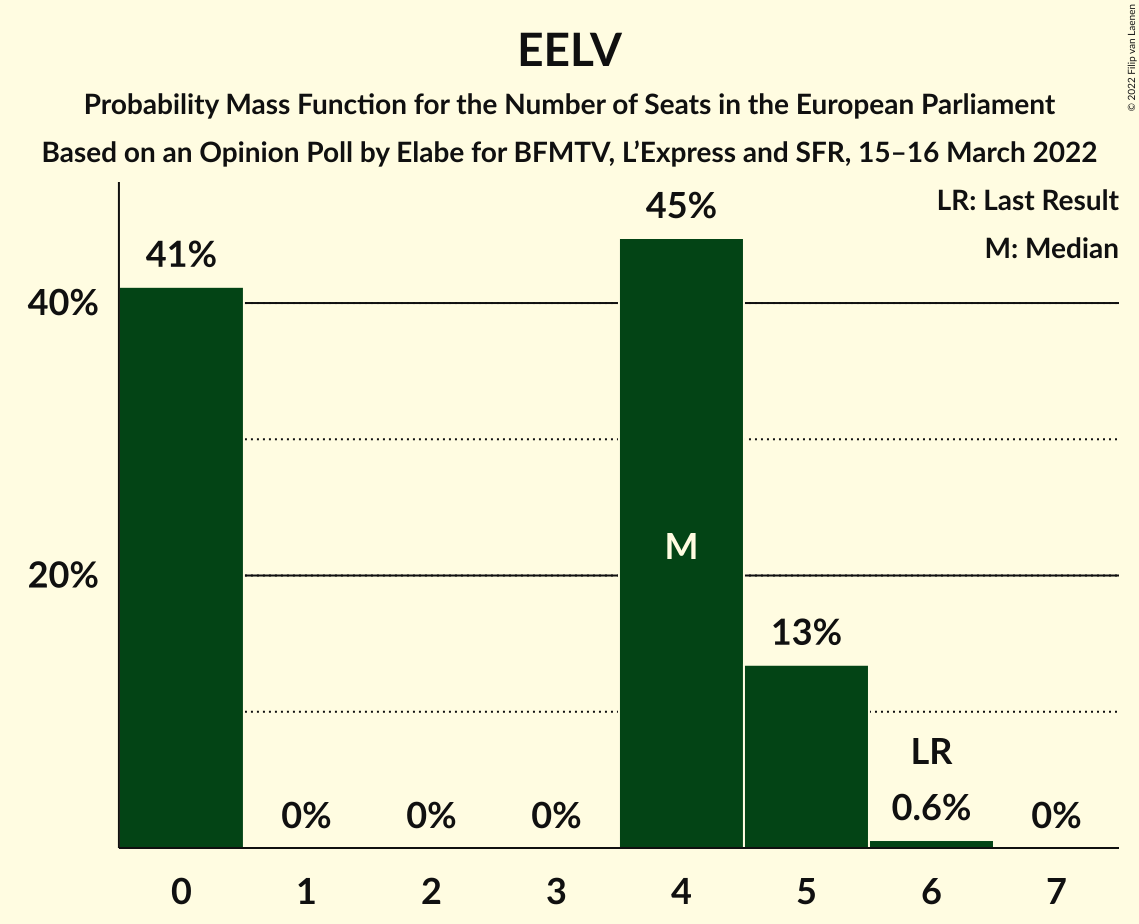 EELV
Probability Mass Function for the Number of Seats in the European Parliament
Based on an Opinion Poll by Elabe for BFMTV, L’Express and SFR, 15–16 March 2022
© 2022 Filip van Laenen
LR: Last Result
M: Median
45%
41%
40%
M
20%
13%
LR
0%
0%
0%
0.6%
0%
0
1
2
3
4
5
6
7